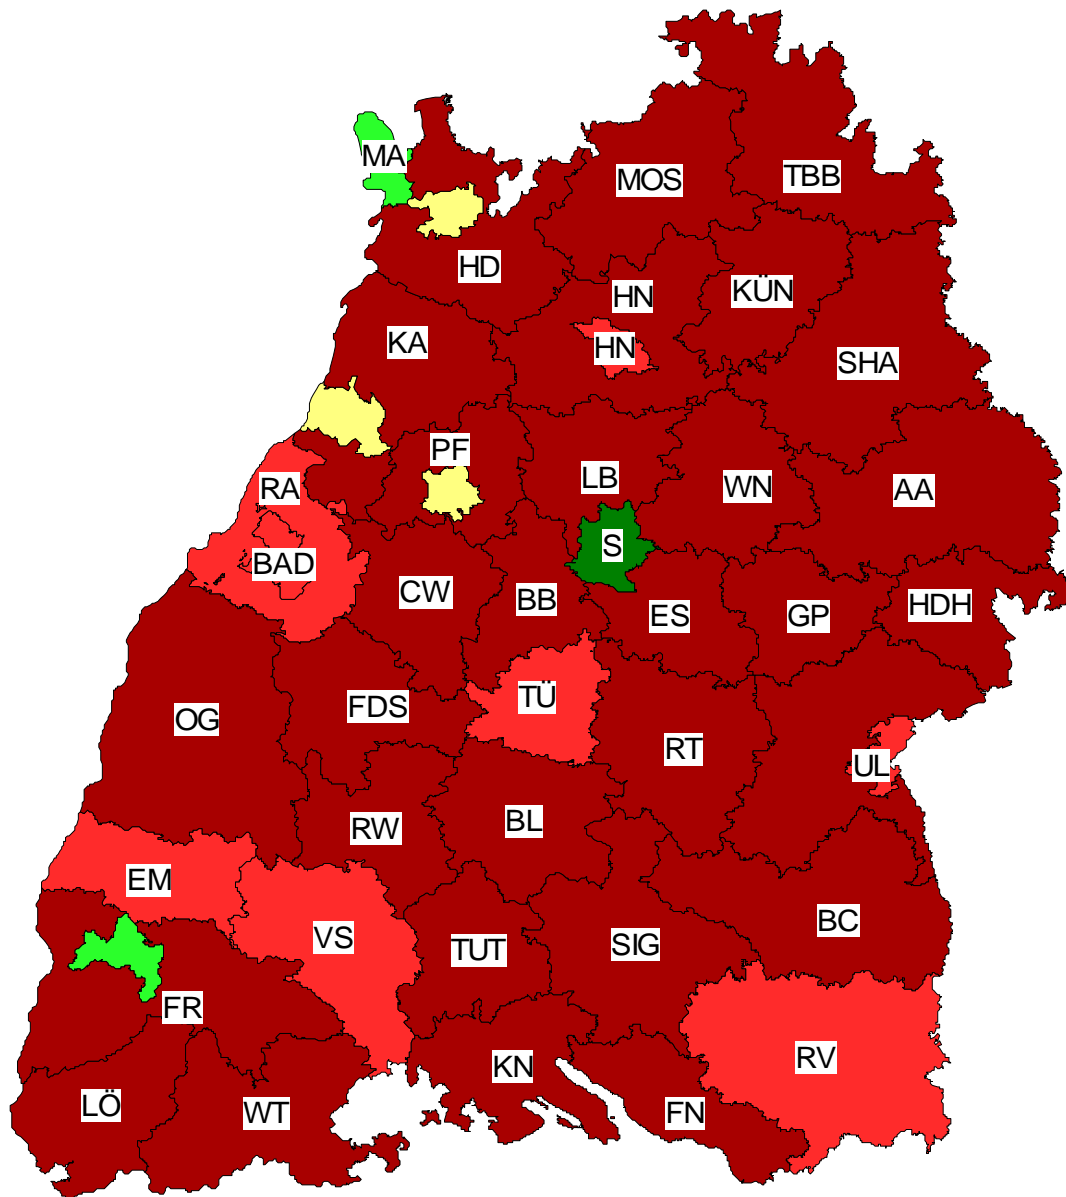 MA
MOS
TBB
HD
HN
KÜN
KA
HN
SHA
PF
LB
WN
AA
RA
S
BAD
CW
BB
ES
GP
HDH
TÜ
FDS
OG
RT
UL
RW
BL
EM
VS
TUT
SIG
BC
FR
KN
RV
LÖ
WT
FN